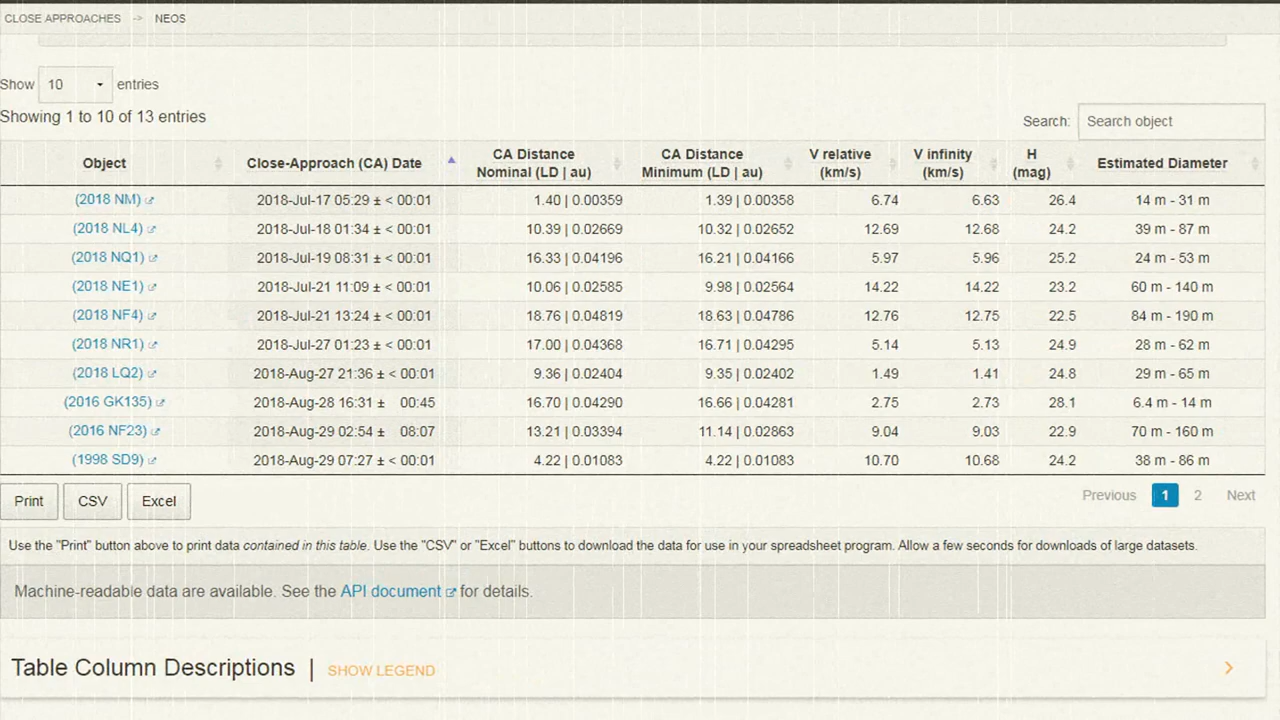 CLOSE APPROACHES -> NEOS
Show 10 entries
Showing 1 to 10 of 13 entries
Search: Search object
Object Close-Approach (CA) Date CA Distance Nominal (LD | au) CA Distance Minimum (LD | au) V relative (km/s) V infinity (km/s) H (mag) Estimated Diameter
(2018 NM) 2018-Jul-17 05:29 ± < 00:01 1.40 | 0.00359 1.39 | 0.00358 6.74 6.63 26.4 14 m - 31 m
(2018 NL4) 2018-Jul-18 01:34 ± < 00:01 10.39 | 0.02669 10.32 | 0.02652 12.69 12.68 24.2 39 m - 87 m
(2018 NQ1) 2018-Jul-19 08:31 ± < 00:01 16.33 | 0.04196 16.21 | 0.04166 5.97 5.96 25.2 24 m - 53 m
(2018 NE1) 2018-Jul-21 11:09 ± < 00:01 10.06 | 0.02585 9.98 | 0.02564 14.22 14.22 23.2 60 m - 140 m
(2018 NF4) 2018-Jul-21 13:24 ± < 00:01 18.76 | 0.04819 18.63 | 0.04786 12.76 12.75 22.5 84 m - 190 m
(2018 NR1) 2018-Jul-27 01:23 ± < 00:01 17.00 | 0.04368 16.71 | 0.04295 5.14 5.13 24.9 28 m - 62 m
(2018 LQ2) 2018-Aug-27 21:36 ± < 00:01 9.36 | 0.02404 9.35 | 0.02402 1.49 1.41 24.8 29 m - 65 m
(2016 GK135) 2018-Aug-28 16:31 ± 00:45 16.70 | 0.04290 16.66 | 0.04281 2.75 2.73 28.1 6.4 m - 14 m
(2016 NF23) 2018-Aug-29 02:54 ± 08:07 13.21 | 0.03394 11.14 | 0.02863 9.04 9.03 22.9 70 m - 160 m
(1998 SD9) 2018-Aug-29 07:27 ± < 00:01 4.22 | 0.01083 4.22 | 0.01083 10.70 10.68 24.2 38 m - 86 m
Print CSV Excel Previous 1 2 Next
Use the "Print" button above to print data contained in this table. Use the "CSV" or "Excel" buttons to download the data for use in your spreadsheet program. Allow a few seconds for downloads of large datasets.
Machine-readable data are available. See the API document for details.
Table Column Descriptions | SHOW LEGEND